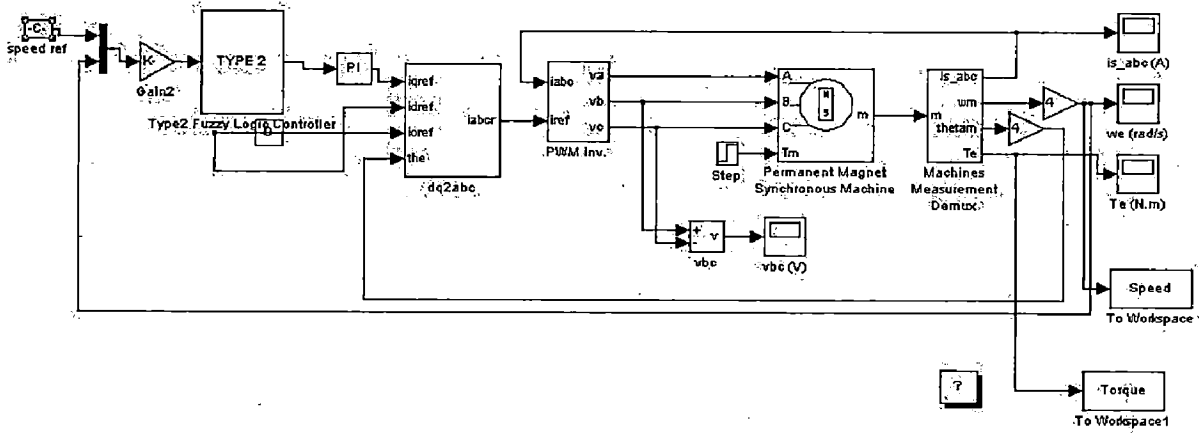 -C-
speed ref
K-
Gain2
TYPE 2
Type2 Fuzzy Logic Controller
PI
0
iqref
idref
ioref
the
iabcr
dq2abc
iabc
iref
va
vb
vc
PWM Inv.
Step
A
B
C
Tm
N
S
m
Permanent Magnet
Synchronous Machine
m
is_abc
wm
thetam
Te
Machines
Measurement
Demux
4
4
is_abc (A)
we (rad/s)
Te (N.m)
+
-
v
vbc
vbc (V)
Speed
To Workspace
?
Torque
To Workspace1